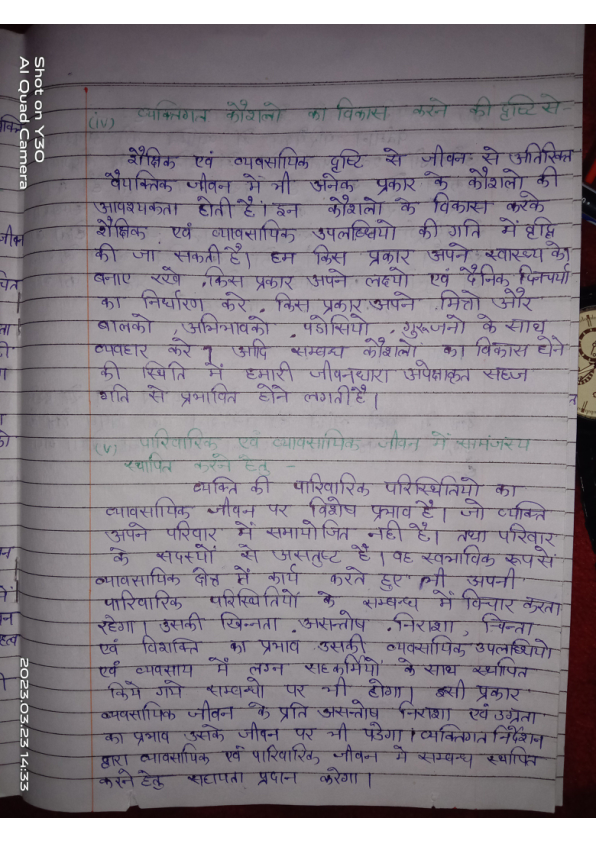 (iv) व्यक्तिगत कौशलो का विकास करने की दृष्टि से -
शैक्षिक एवं व्यवसायिक दृष्टि से जीवन से अतिरिक्त
वैयक्तिक जीवन में भी अनेक प्रकार के कौशलो की
आवश्यकता होती है। इन कौशलो के विकास करके
शैक्षिक एवं व्यावसायिक उपलब्धियो की गति में वृद्वि
की जा सकती है। हम किस प्रकार अपने स्वास्थ्य को
बनाए रखे किस प्रकार अपने लक्ष्यो एवं दैनिक दिनचर्या
का निर्धारण करे. किस प्रकार अपने मित्रो और
बालको , अभिभावको . पडोसियो , गुरूजनो के साथ
व्यवहार करे ? आदि सम्बन्ध कौशलो का विकास होने
की स्थिति में हमारी जीवनधारा अपेक्षाकृत सहज
गति से प्रभावित होने लगती है।
(v) पारिवारिक एवं व्यावसायिक जीवन में सामंजस्य
स्थापित करने हेतु -
व्यक्ति की पारिवारिक परिस्थितियो का
व्यावसायिक जीवन पर विशेष प्रभाव है। जो व्यक्ति
अपने परिवार में समायोजित नही है। तथा परिवार
के सदस्यों से असतुष्ट है। वह स्वभाविक रूप से
व्यावसायिक क्षेत्र में कार्य करते हुए भी अपनी
पारिवारिक परिस्थितियो के सम्बन्ध में विचार करता
रहेगा। उसकी खिन्नता . असन्तोष . निराशा , चिन्ता
एवं विशक्ति का प्रभाव उसकी व्यवसायिक उपलब्धियो
एवं व्यवसाय में लग्न सहकर्मियो के साथ स्थापित
किये गये सम्बन्धो पर भी होगा। इसी प्रकार
व्यवसायिक जीवन के प्रति असन्तोष निराशा एवं उग्रता
का प्रभाव उसके जीवन पर भी पडेगा। व्यक्तिगत निर्देशन
द्वारा व्यावसायिक एवं पारिवारिक जीवन मे सम्बन्ध स्थापित
करने हेतु सहायता प्रदान करेगा।
Shot on Y30
AI Quad Camera
2023.03.23 14:33